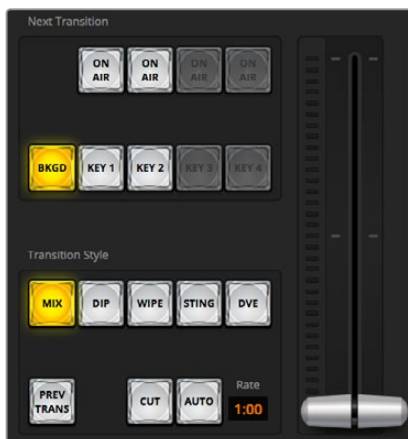 Next Transition
ON AIR ON AIR ON AIR ON AIR
BKGD KEY 1 KEY 2 KEY 3 KEY 4
Transition Style
MIX DIP WIPE STING DVE
PREV TRANS CUT AUTO Rate 1:00